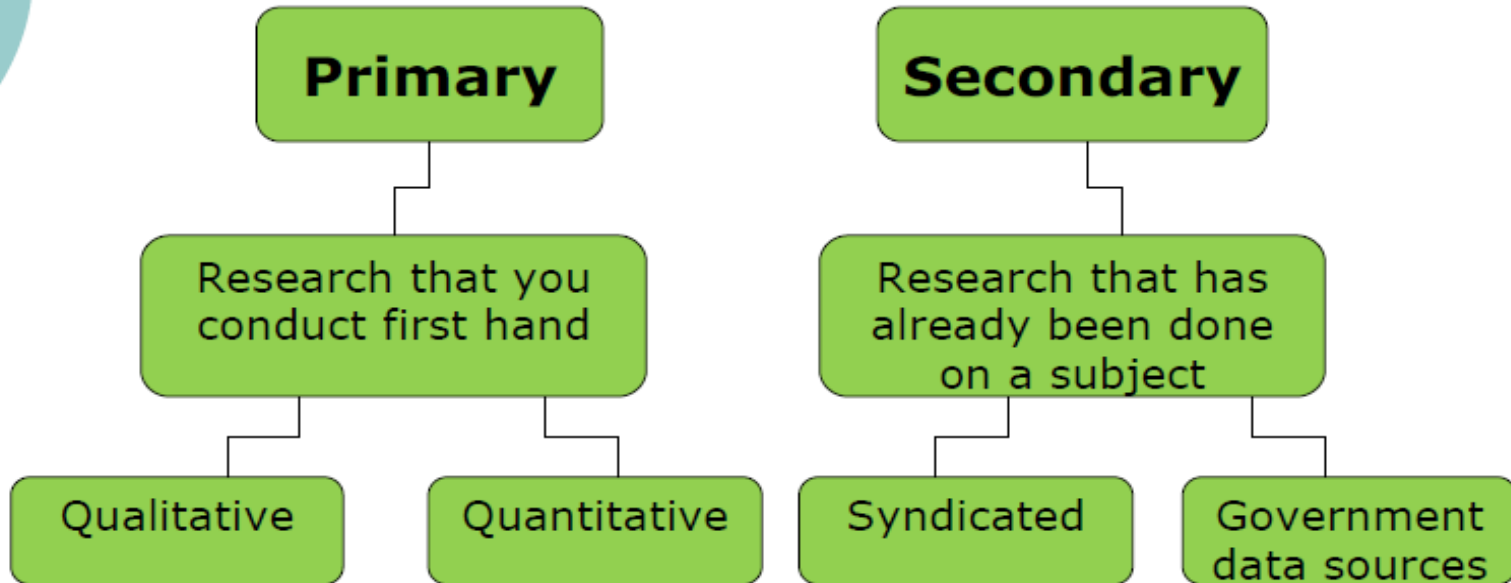 Primary
Secondary
Research that you
conduct first hand
Research that has
already been done
on a subject
Qualitative
Quantitative
Syndicated
Government
data sources